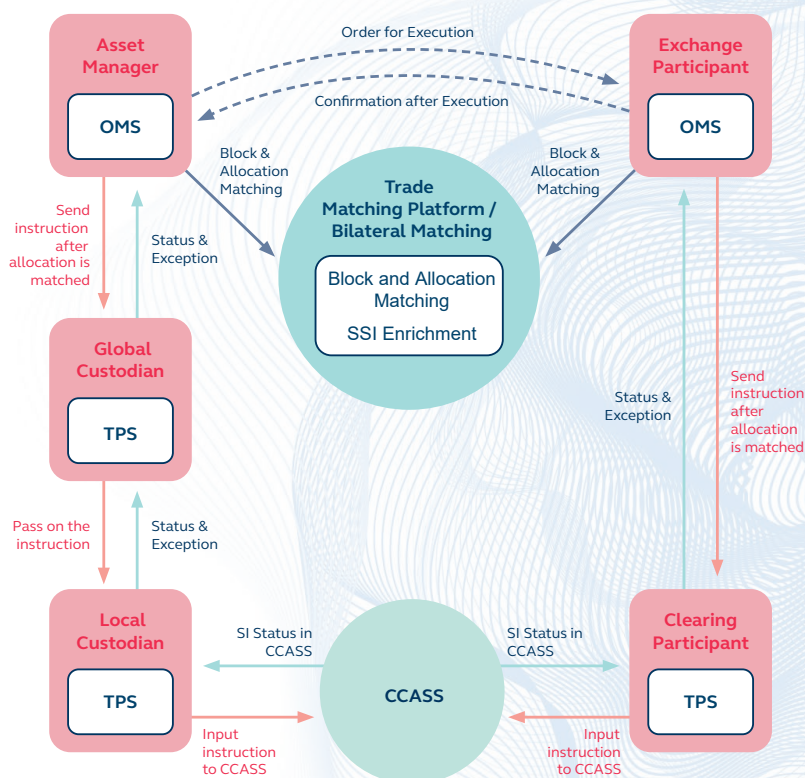 Asset
Manager
OMS
Order for Execution
Confirmation after Execution
Exchange
Participant
OMS
Block &
Allocation
Matching
Block &
Allocation
Matching
Trade
Matching Platform /
Bilateral Matching
Block and Allocation
Matching
SSI Enrichment
Send
instruction
after
allocation is
matched
Status &
Exception
Global
Custodian
TPS
Status &
Exception
Send
instruction
after
allocation
is matched
Pass on the
instruction
Status &
Exception
Local
Custodian
TPS
SI Status in
CCASS
CCASS
SI Status in
CCASS
Clearing
Participant
TPS
Input
instruction
to CCASS
Input
instruction
to CCASS